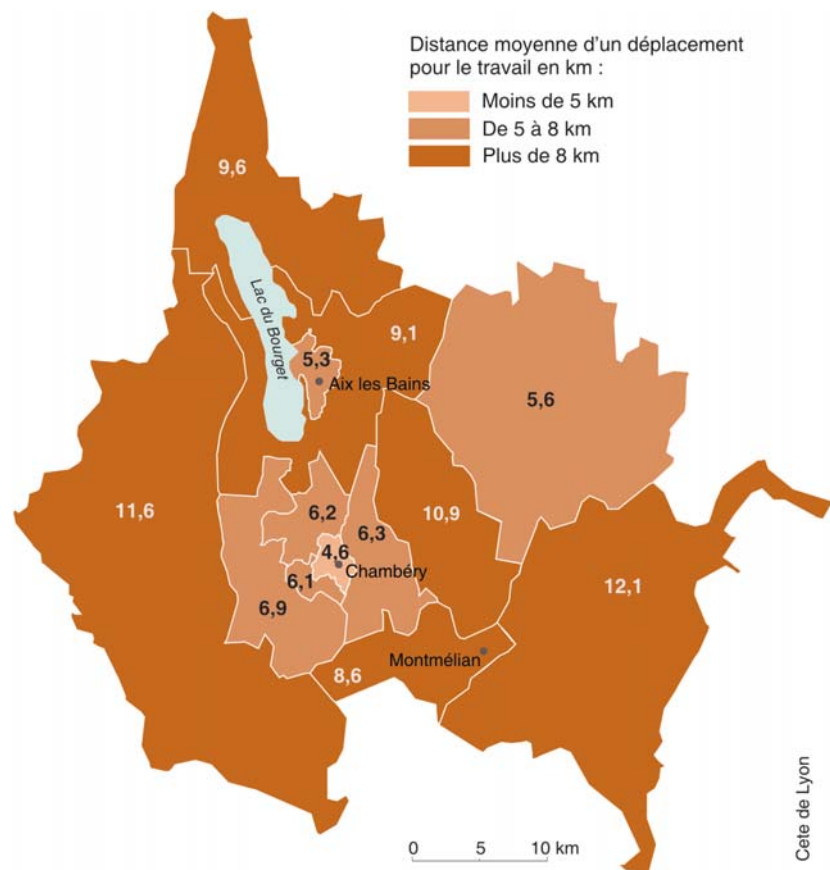 Distance moyenne d'un déplacement
pour le travail en km :
Moins de 5 km
De 5 à 8 km
Plus de 8 km
9,6
Lac du Bourget
9,1
5,3
Aix les Bains
5,6
11,6
6,2
6,3
10,9
4,6
Chambéry
6,1
6,9
12,1
Montmélian
8,6
0 5 10 km
Cete de Lyon